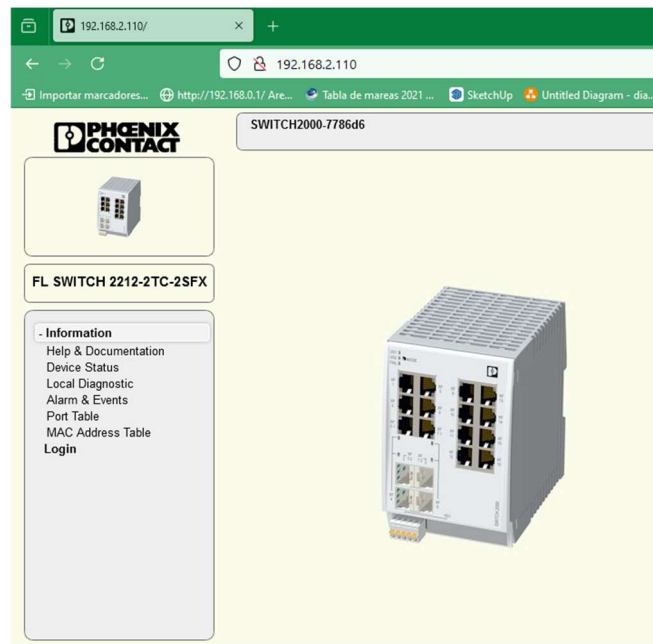 192.168.2.110/
192.168.2.110
Importar marcadores...
http://192.168.0.1/ Are...
Tabla de mareas 2021 ...
SketchUp
Untitled Diagram - dia...
PHŒNIX
CONTACT
SWITCH2000-7786d6
FL SWITCH 2212-2TC-2SFX
- Information
Help & Documentation
Device Status
Local Diagnostic
Alarm & Events
Port Table
MAC Address Table
Login